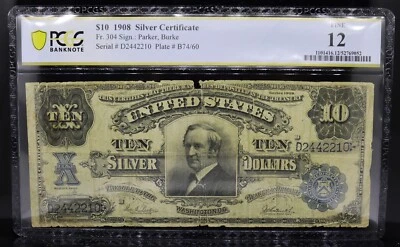 PCGS
BANKNOTE
$10 1908 Silver Certificate
Fr. 304 Sign.: Parker, Burke
Serial # D2442210 Plate # B74/60
FINE
12
UNITED STATES
TEN
10
TEN
TEN
D2442210
SILVER
DOLLARS
X
D2442210